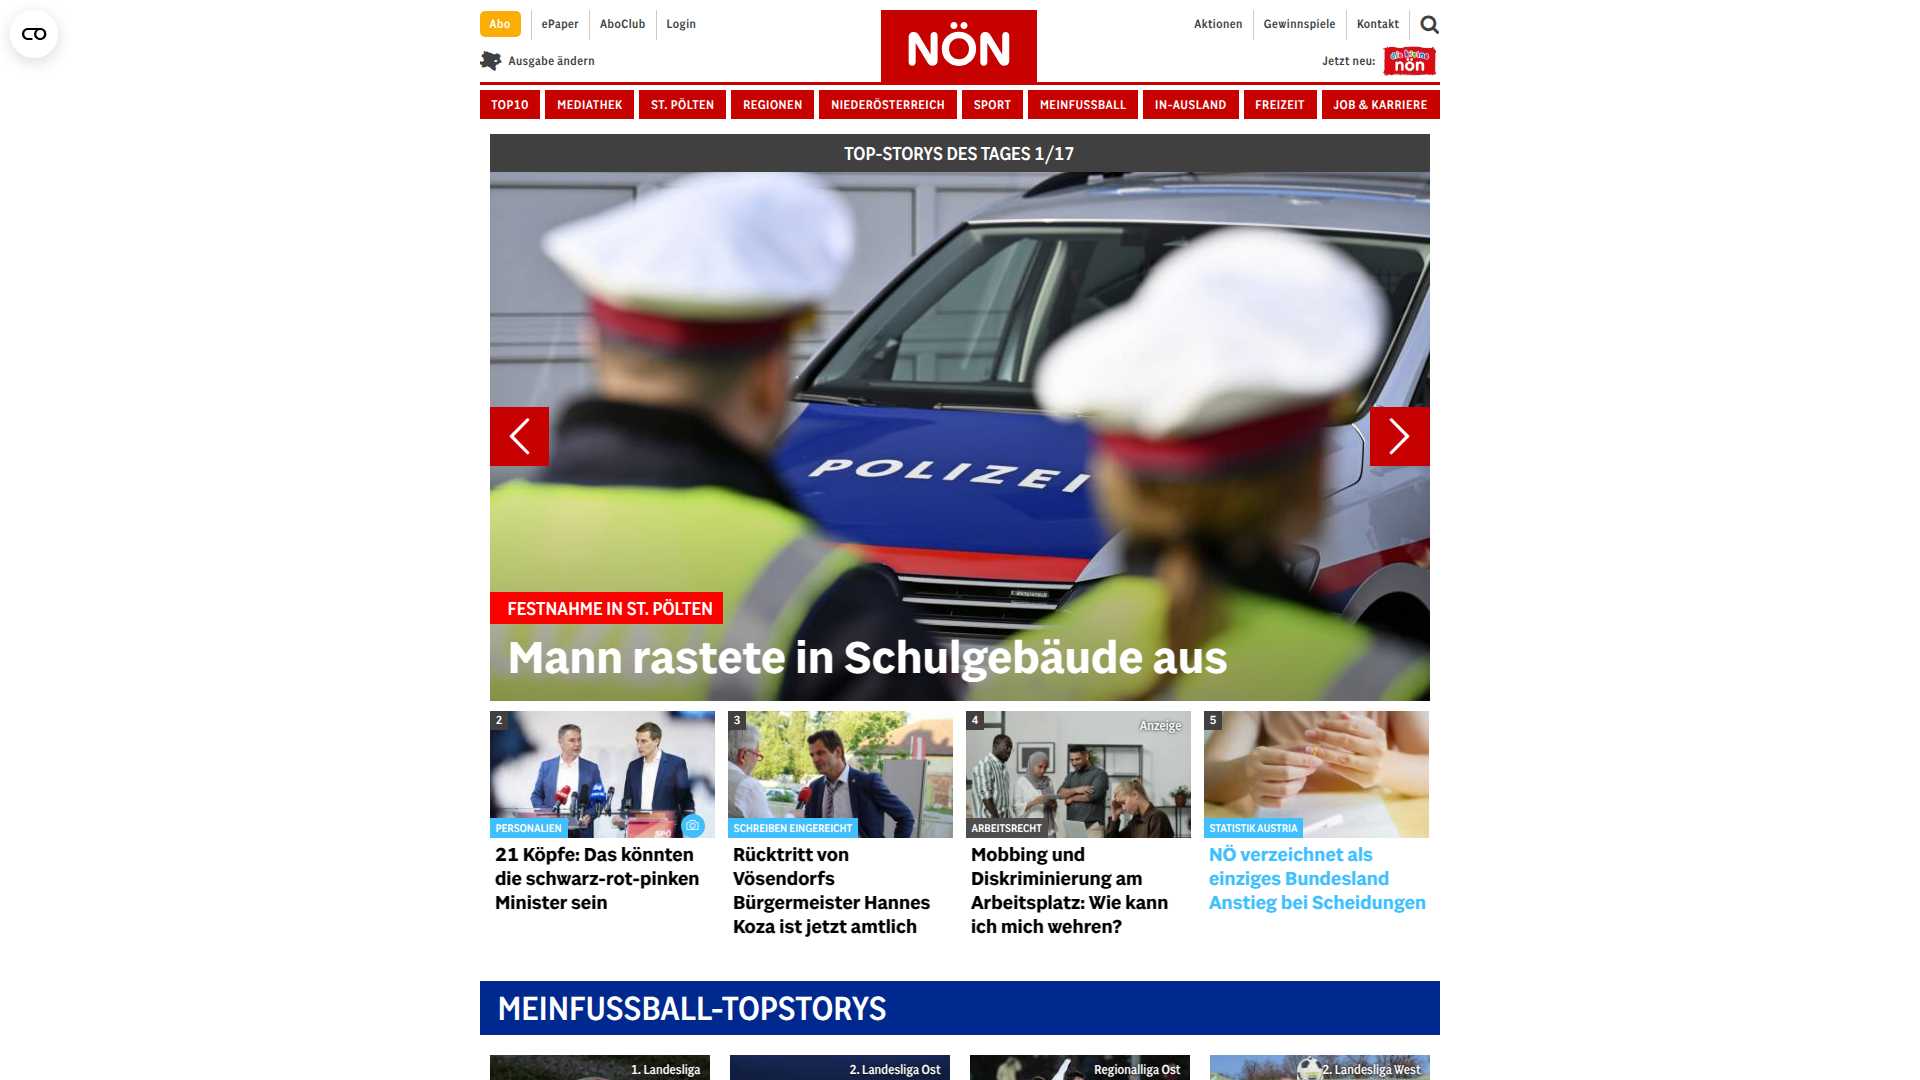 Abo
ePaper
AboClub
Login
NÖN
Aktionen
Gewinnspiele
Kontakt
Ausgabe ändern
Jetzt neu:
die kleine
nön
TOP10
MEDIATHEK
ST. PÖLTEN
REGIONEN
NIEDERÖSTERREICH
SPORT
MEINFUSSBALL
IN-AUSLAND
FREIZEIT
JOB & KARRIERE
TOP-STORYS DES TAGES 1/17
POLIZEI
FESTNAHME IN ST. PÖLTEN
Mann rastete in Schulgebäude aus
2
SPÖ
PERSONALIEN
21 Köpfe: Das könnten
die schwarz-rot-pinken
Minister sein
3
SCHREIBEN EINGEREICHT
Rücktritt von
Vösendorfs
Bürgermeister Hannes
Koza ist jetzt amtlich
4
Anzeige
ARBEITSRECHT
Mobbing und
Diskriminierung am
Arbeitsplatz: Wie kann
ich mich wehren?
5
STATISTIK AUSTRIA
NÖ verzeichnet als
einziges Bundesland
Anstieg bei Scheidungen
MEINFUSSBALL-TOPSTORYS
1. Landesliga
2. Landesliga Ost
Regionalliga Ost
2. Landesliga West